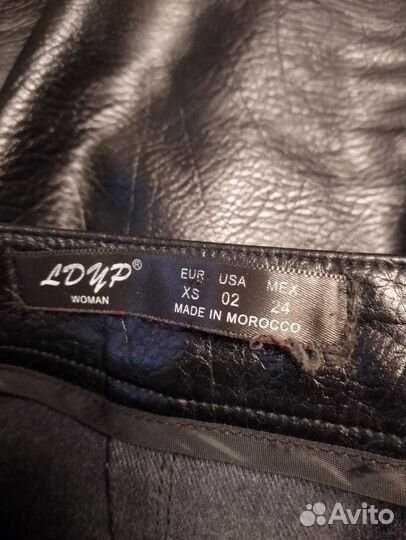 LDYP®
WOMAN
EUR USA MEX
XS 02 24
MADE IN MOROCCO
Avito